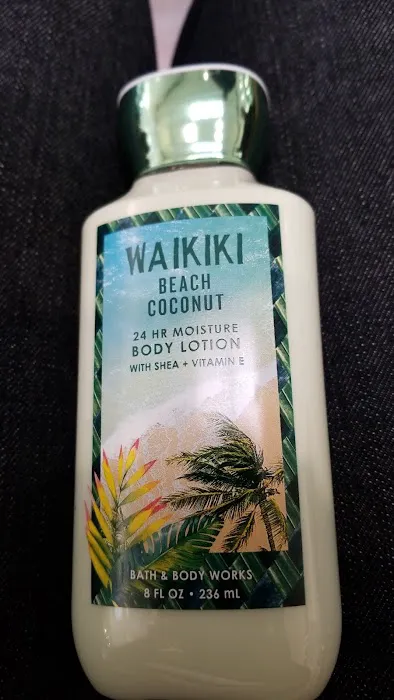 WAIKIKI
BEACH
COCONUT
24 HR MOISTURE
BODY LOTION
WITH SHEA + VITAMIN E
BATH & BODY WORKS
8 FL OZ • 236 mL